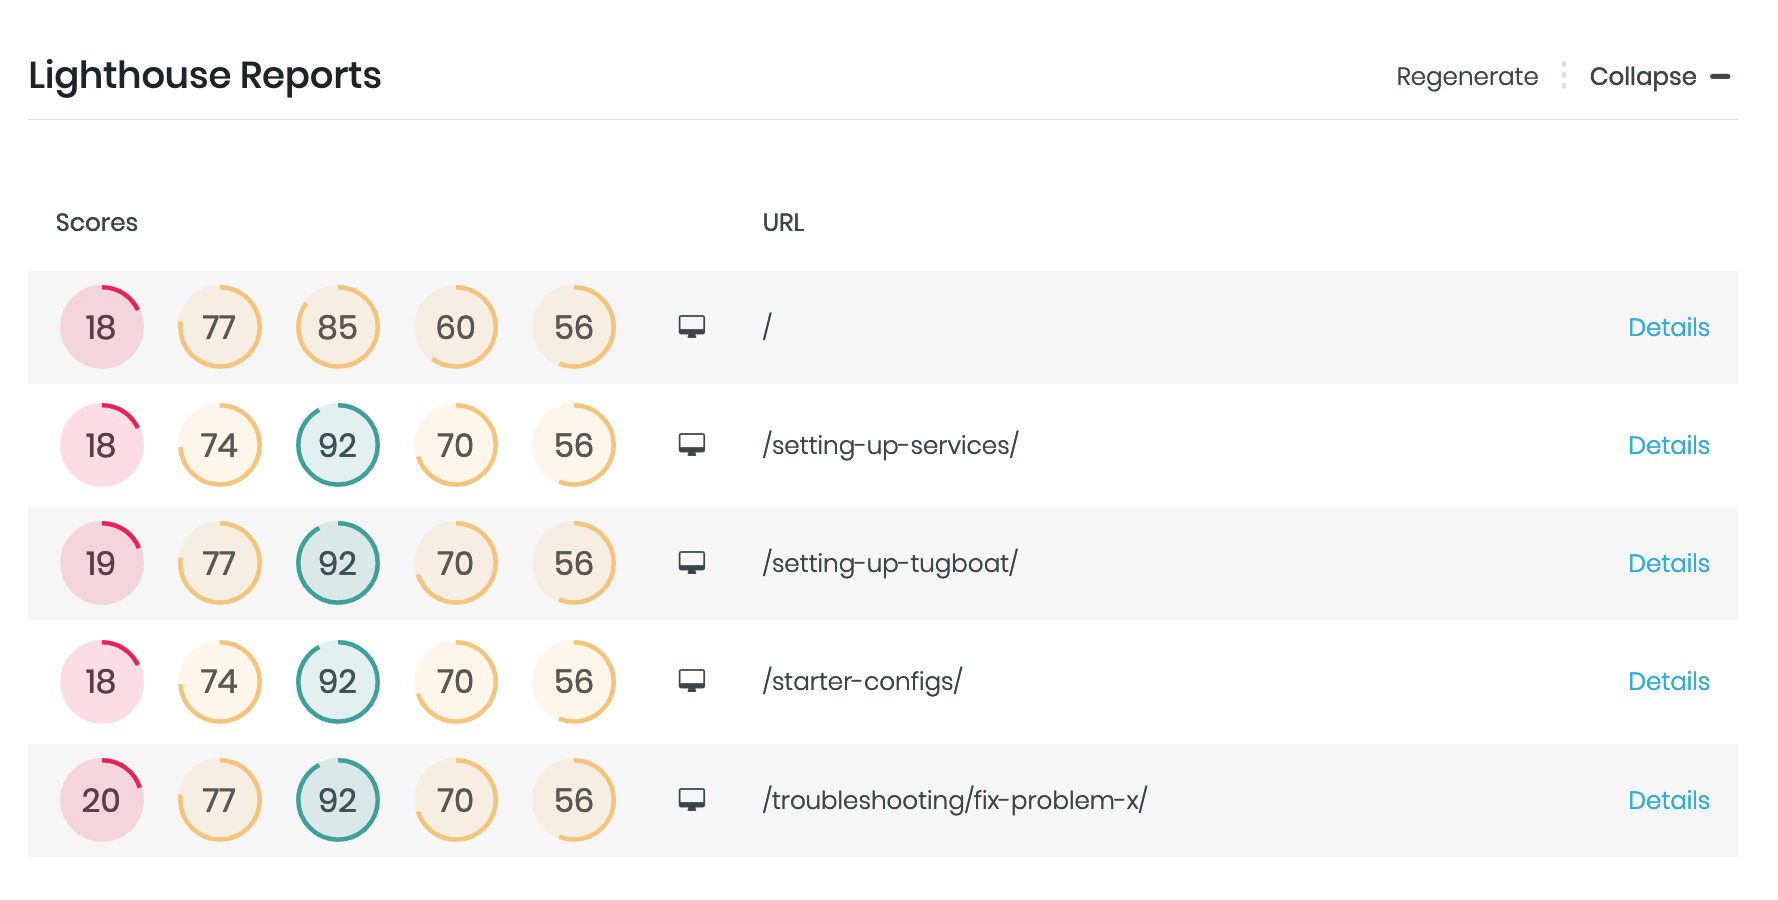 Lighthouse Reports
Regenerate Collapse
Scores URL
18 77 85 60 56 / Details
18 74 92 70 56 /setting-up-services/ Details
19 77 92 70 56 /setting-up-tugboat/ Details
18 74 92 70 56 /starter-configs/ Details
20 77 92 70 56 /troubleshooting/fix-problem-x/ Details